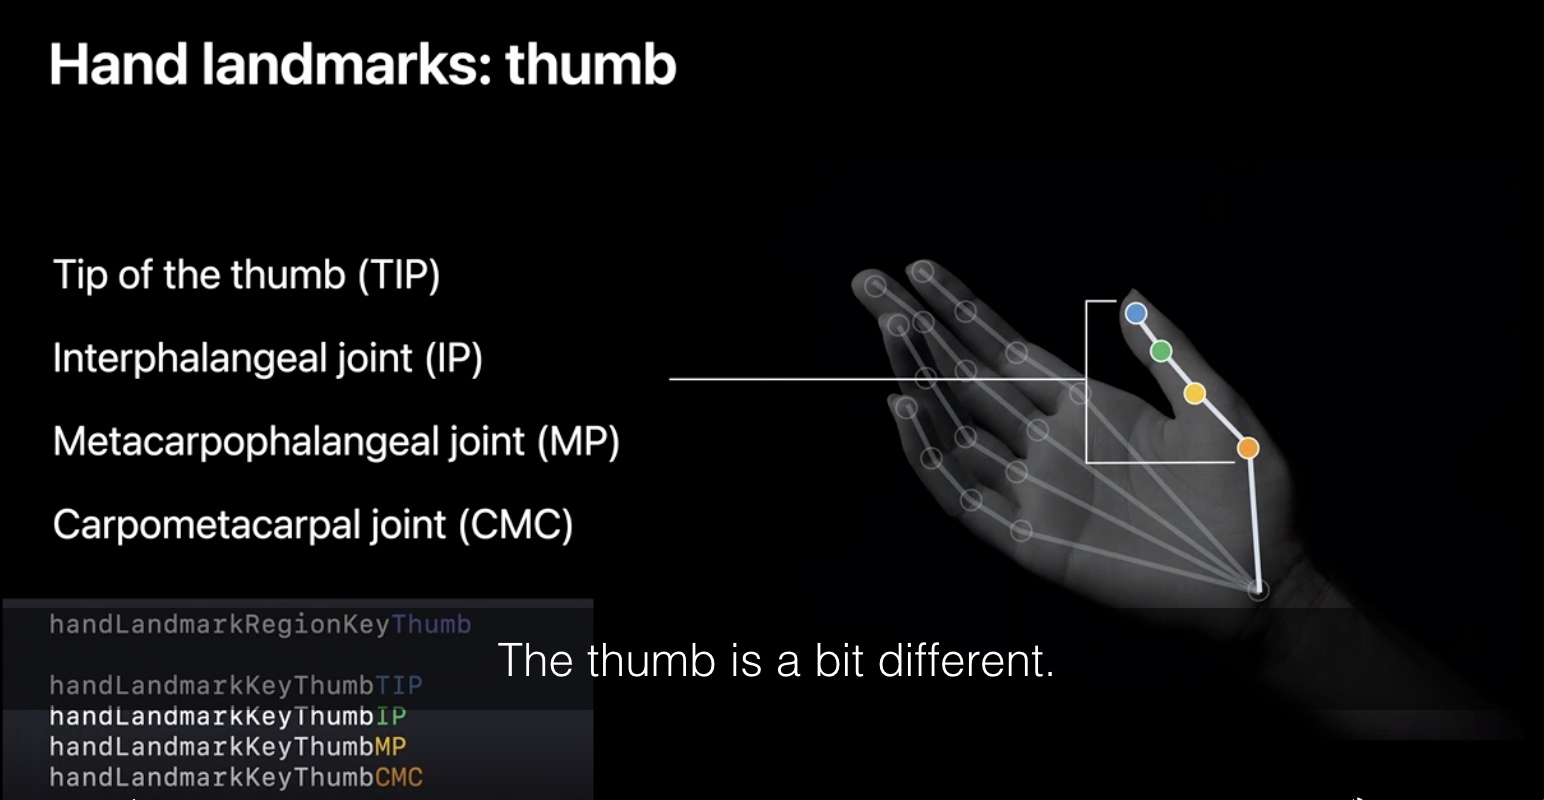 Hand landmarks: thumb
Tip of the thumb (TIP)
Interphalangeal joint (IP)
Metacarpophalangeal joint (MP)
Carpometacarpal joint (CMC)
handLandmarkRegionKeyThumb
The thumb is a bit different.
handLandmarkKeyThumbTIP
handLandmarkKeyThumbIP
handLandmarkKeyThumbMP
handLandmarkKeyThumbCMC